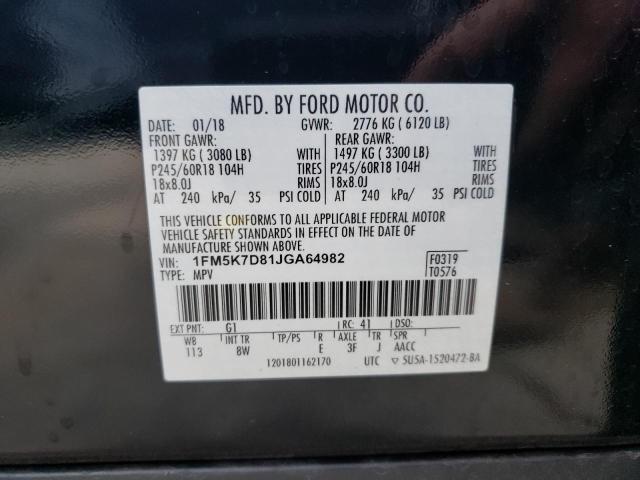 MFD. BY FORD MOTOR CO.
DATE: 01/18 GVWR: 2776 KG ( 6120 LB)
FRONT GAWR: REAR GAWR:
1397 KG ( 3080 LB) WITH 1497 KG ( 3300 LB) WITH
P245/60R18 104H TIRES P245/60R18 104H TIRES
18x8.0J RIMS 18x8.0J RIMS
AT 240 kPa/ 35 PSI COLD AT 240 kPa/ 35 PSI COLD
THIS VEHICLE CONFORMS TO ALL APPLICABLE FEDERAL MOTOR
VEHICLE SAFETY STANDARDS IN EFFECT ON THE DATE OF
MANUFACTURE SHOWN ABOVE.
VIN: 1FM5K7D81JGA64982 F0319
TYPE: MPV T0576
EXT PNT: G1 RC: 41 DSO:
WB INT TR TP/PS R AXLE TR SPR
113 8W E 3F J AACC
1201801162170 UTC ▽ SU5A-1520472-BA